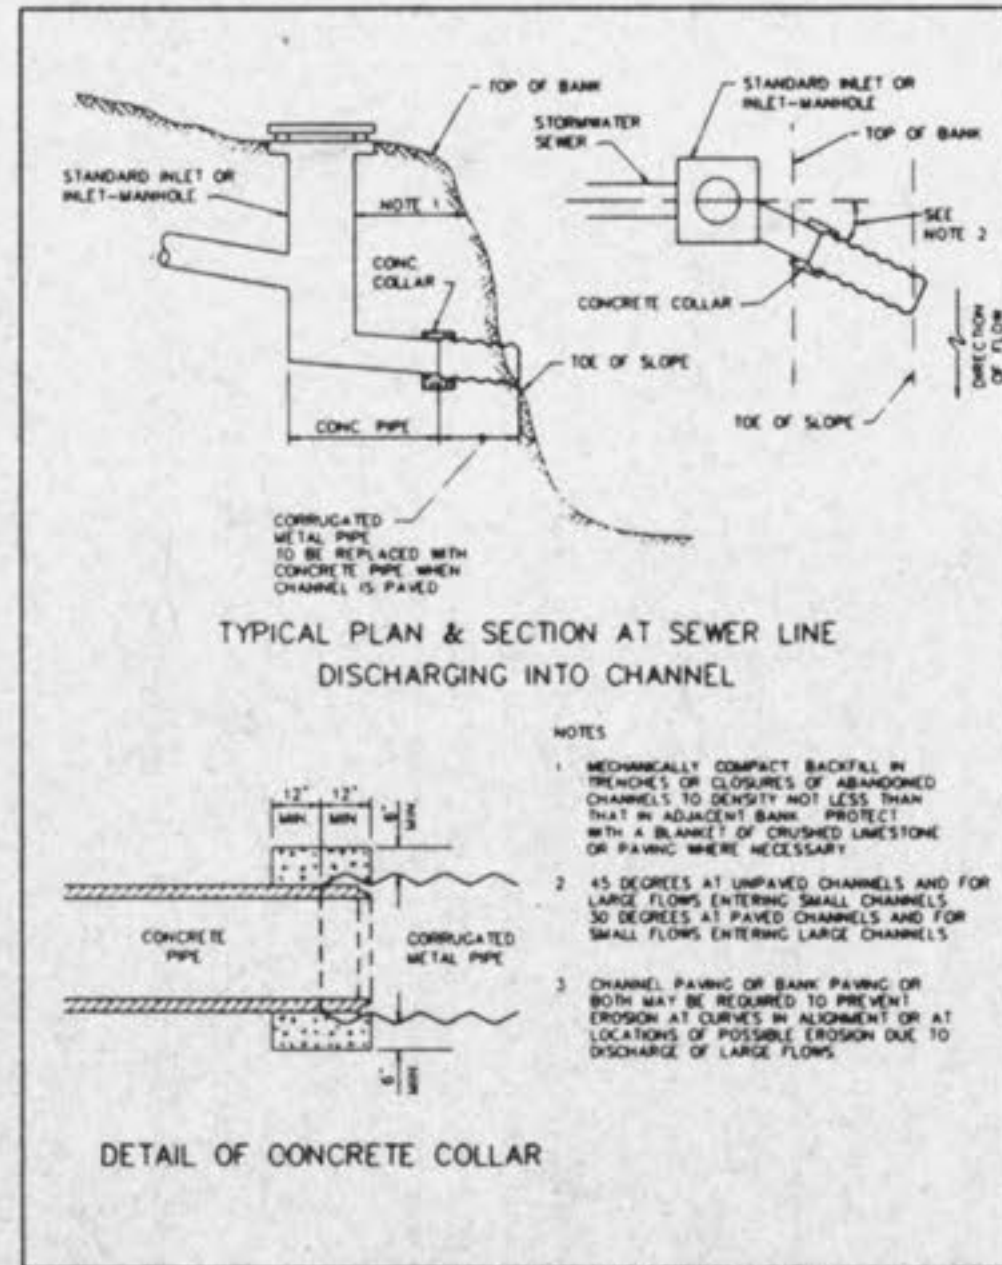 TOP OF BANK
STANDARD INLET OR
INLET-MANHOLE
STORMWATER
SEWER
TOP OF BANK
STANDARD INLET OR
INLET-MANHOLE
NOTE 1
SEE
NOTE 2
CONC
COLLAR
CONCRETE COLLAR
DIRECTION
OF FLOW
TOE OF SLOPE
TOE OF SLOPE
CONC PIPE
CORRUGATED
METAL PIPE
TO BE REPLACED WITH
CONCRETE PIPE WHEN
CHANNEL IS PAVED
TYPICAL PLAN & SECTION AT SEWER LINE
DISCHARGING INTO CHANNEL
NOTES
1 MECHANICALLY COMPACT BACKFILL IN
TRENCHES OR CLOSURES OF ABANDONED
CHANNELS TO DENSITY NOT LESS THAN
THAT IN ADJACENT BANK PROTECT
WITH A BLANKET OF CRUSHED LIMESTONE
OR PAVING WHERE NECESSARY
2 45 DEGREES AT UNPAVED CHANNELS AND FOR
LARGE FLOWS ENTERING SMALL CHANNELS
30 DEGREES AT PAVED CHANNELS AND FOR
SMALL FLOWS ENTERING LARGE CHANNELS
3 CHANNEL PAVING OR BANK PAVING OR
BOTH MAY BE REQUIRED TO PREVENT
EROSION AT CURVES IN ALIGNMENT OR AT
LOCATIONS OF POSSIBLE EROSION DUE TO
DISCHARGE OF LARGE FLOWS
12" 12"
MIN MIN
6"
MIN
CONCRETE
PIPE
CORRUGATED
METAL PIPE
6"
MIN
DETAIL OF CONCRETE COLLAR